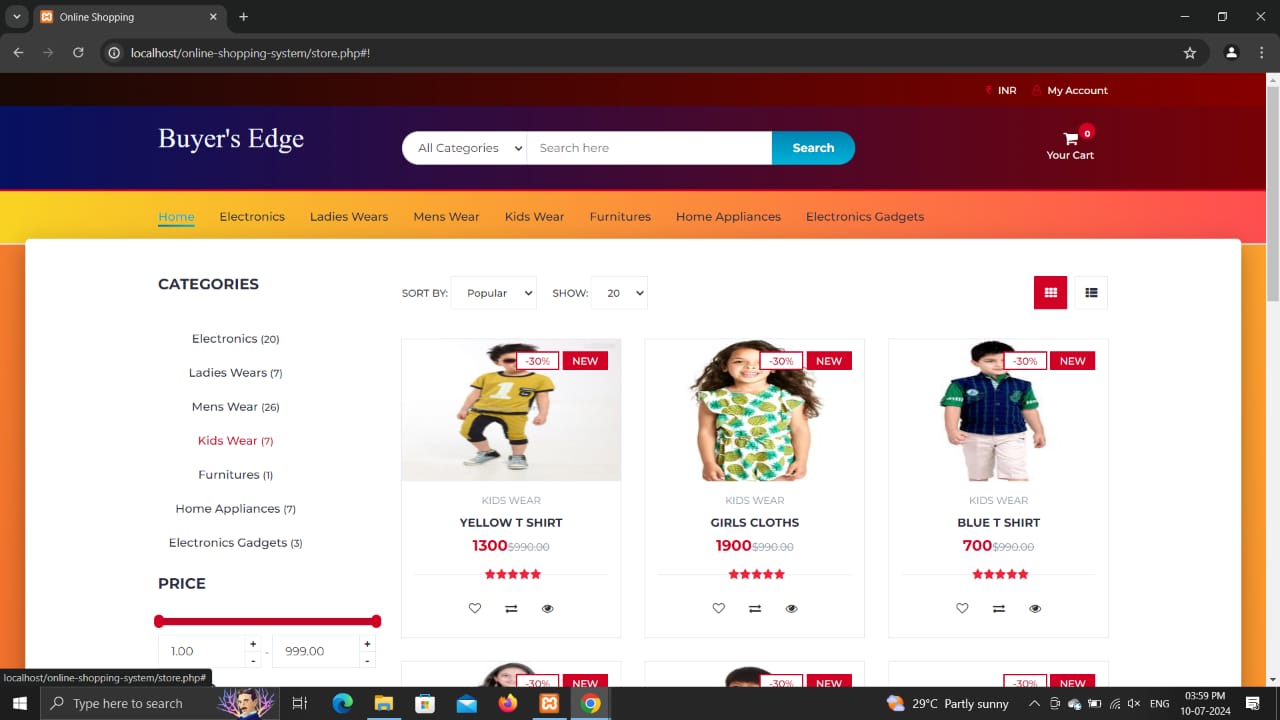 Online Shopping
localhost/online-shopping-system/store.php#!
INR My Account
Buyer's Edge
All Categories Search here Search
0
Your Cart
Home Electronics Ladies Wears Mens Wear Kids Wear Furnitures Home Appliances Electronics Gadgets
CATEGORIES
SORT BY: Popular SHOW: 20
Electronics (20)
Ladies Wears (7)
Mens Wear (26)
Kids Wear (7)
Furnitures (1)
Home Appliances (7)
Electronics Gadgets (3)
PRICE
1.00 + - - 999.00 + -
-30% NEW
1
KIDS WEAR
YELLOW T SHIRT
1300$990.00
-30% NEW
KIDS WEAR
GIRLS CLOTHS
1900$990.00
-30% NEW
KIDS WEAR
BLUE T SHIRT
700$990.00
-30% NEW
-30% NEW
-30% NEW
localhost/online-shopping-system/store.php#
Type here to search
29°C Partly sunny
ENG
03:59 PM
10-07-2024